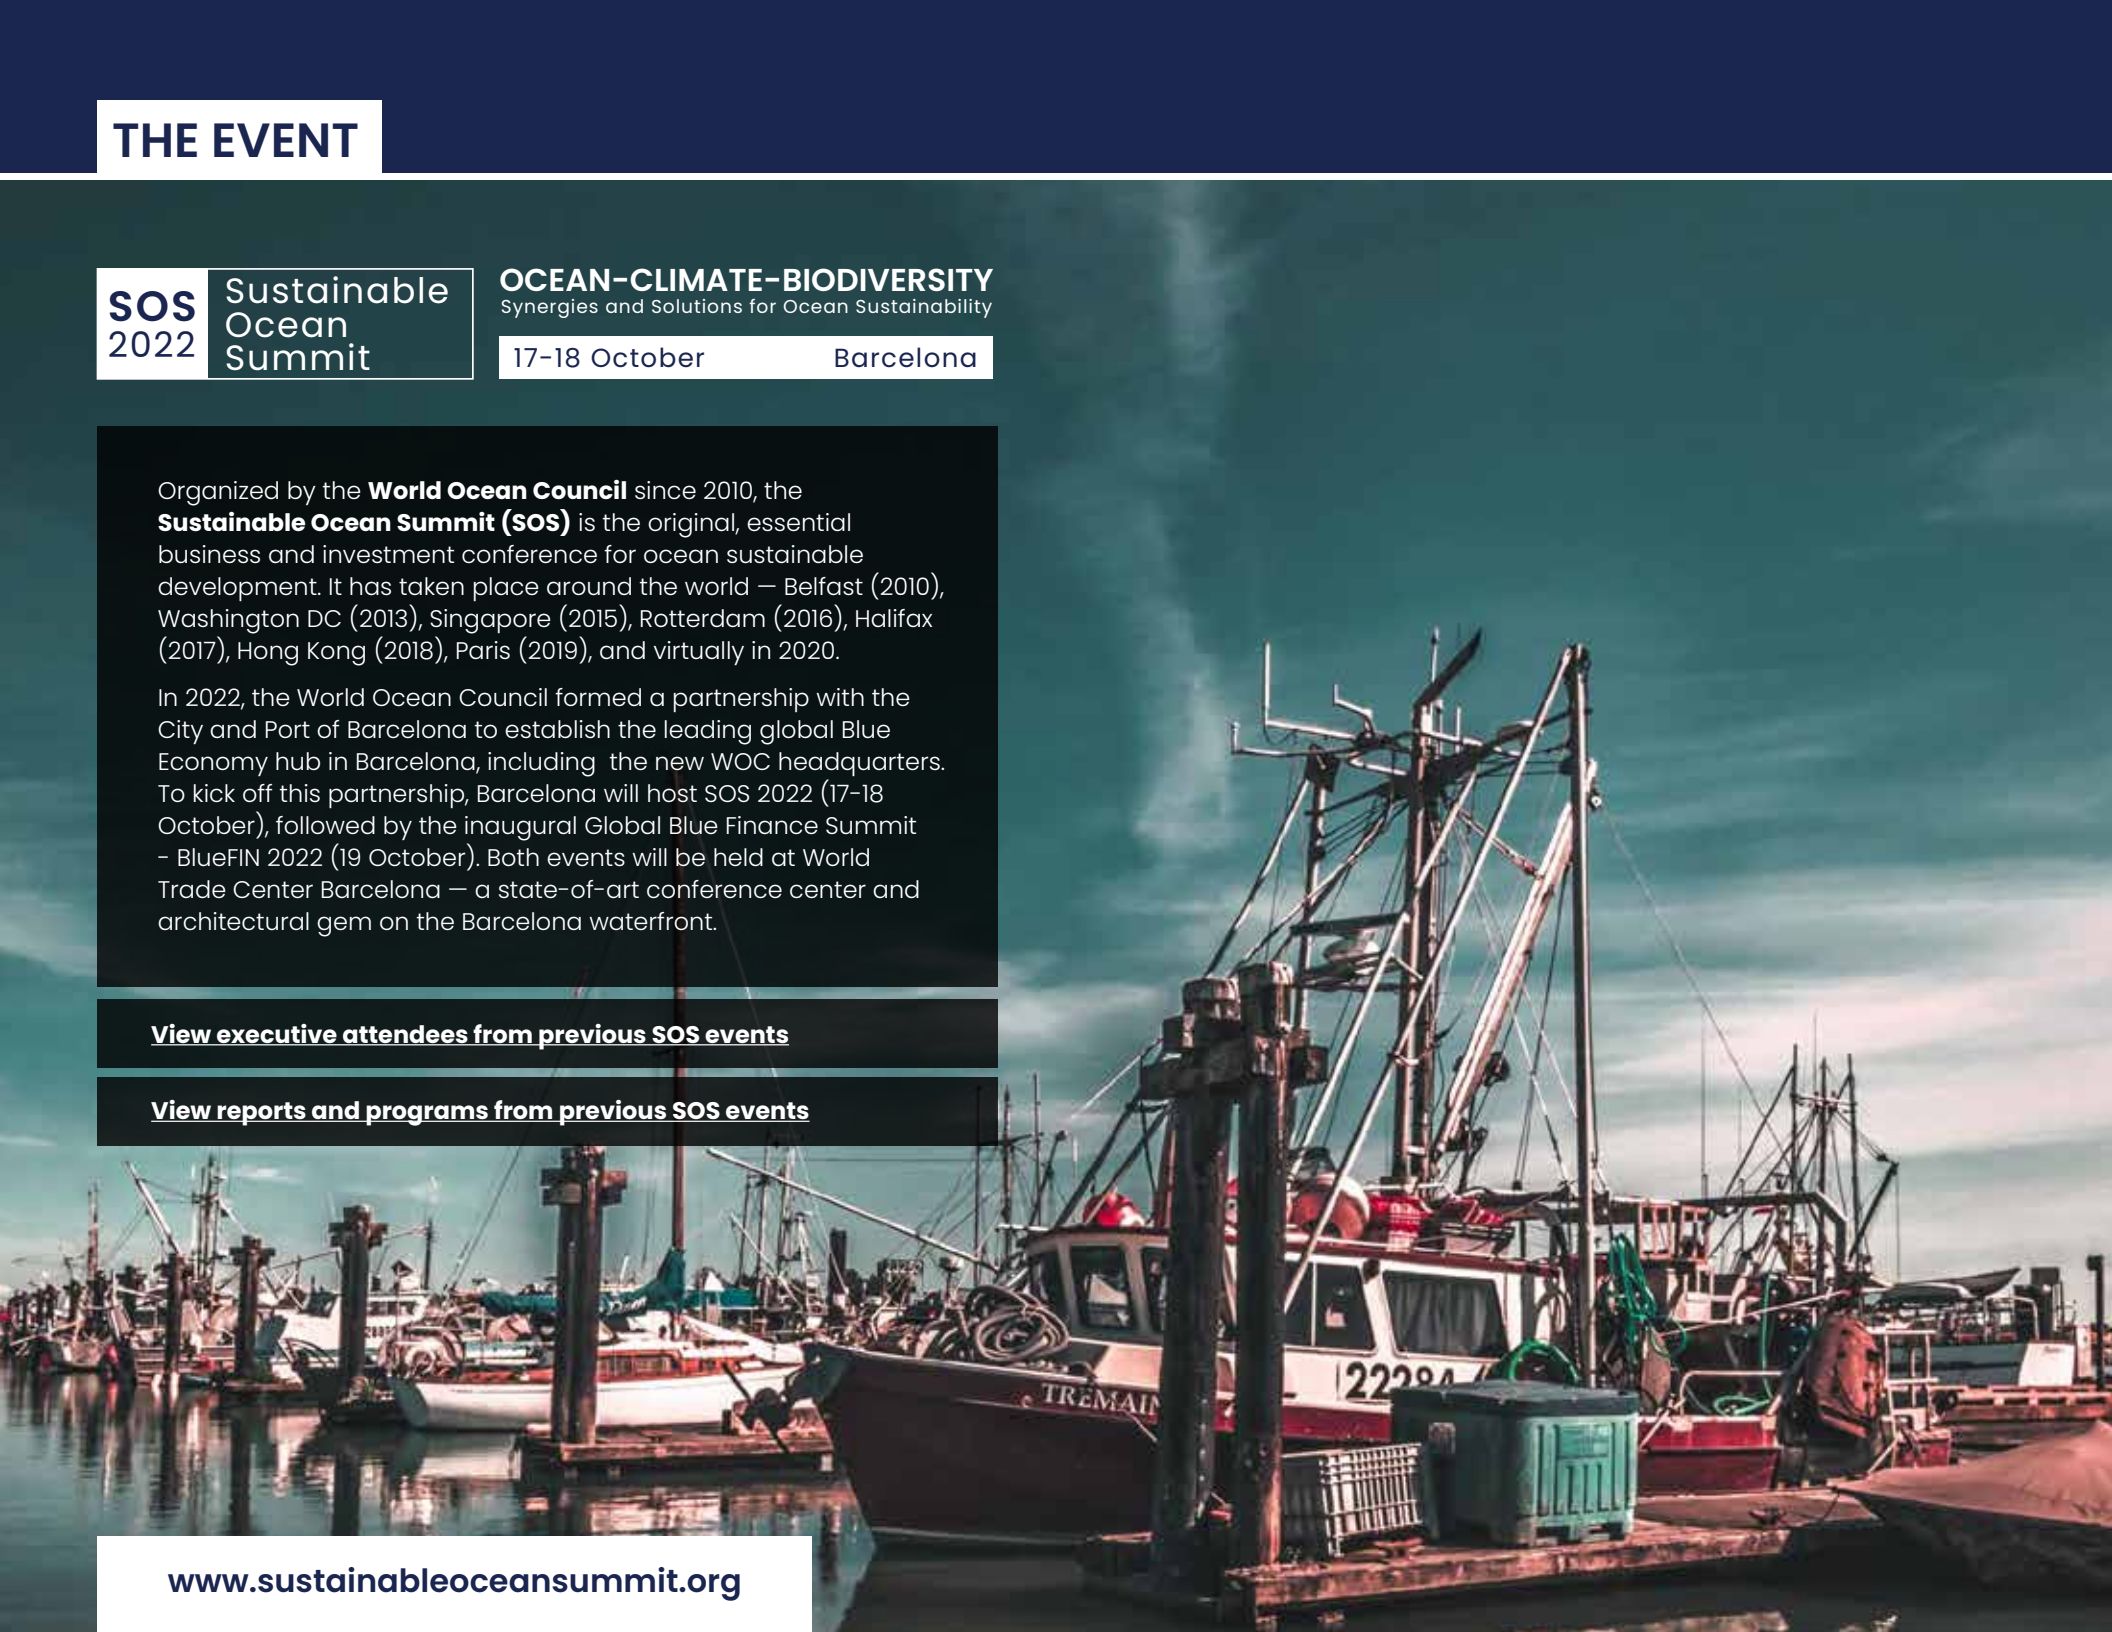 THE EVENT
SOS
2022
Sustainable
Ocean
Summit
OCEAN-CLIMATE-BIODIVERSITY
Synergies and Solutions for Ocean Sustainability
17-18 October Barcelona
Organized by the World Ocean Council since 2010, the
Sustainable Ocean Summit (SOS) is the original, essential
business and investment conference for ocean sustainable
development. It has taken place around the world — Belfast (2010),
Washington DC (2013), Singapore (2015), Rotterdam (2016), Halifax
(2017), Hong Kong (2018), Paris (2019), and virtually in 2020.
In 2022, the World Ocean Council formed a partnership with the
City and Port of Barcelona to establish the leading global Blue
Economy hub in Barcelona, including  the new WOC headquarters.
To kick off this partnership, Barcelona will host SOS 2022 (17-18
October), followed by the inaugural Global Blue Finance Summit
- BlueFIN 2022 (19 October). Both events will be held at World
Trade Center Barcelona — a state-of-art conference center and
architectural gem on the Barcelona waterfront.
View executive attendees from previous SOS events
View reports and programs from previous SOS events
22284
www.sustainableoceansummit.org